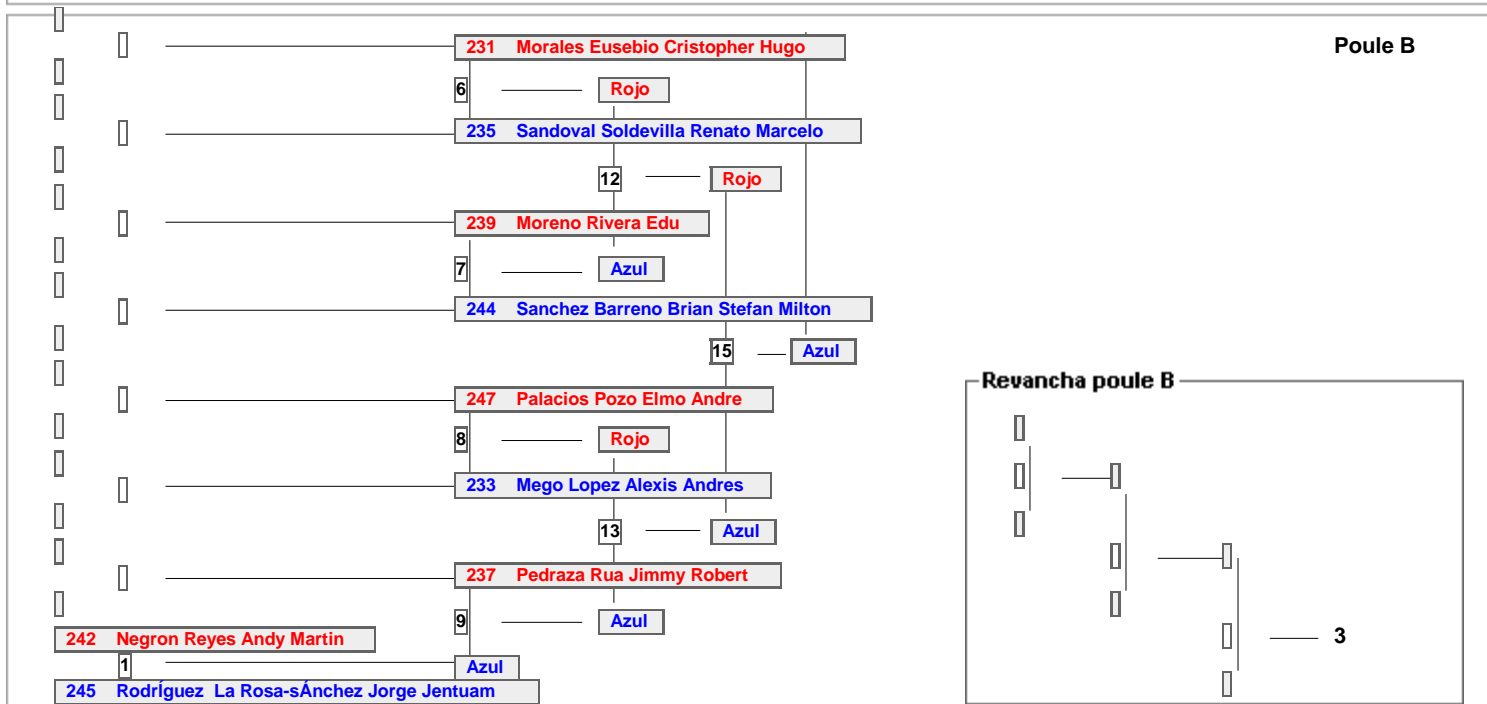 231 Morales Eusebio Cristopher Hugo
Poule B
6 Rojo
235 Sandoval Soldevilla Renato Marcelo
12 Rojo
239 Moreno Rivera Edu
7 Azul
244 Sanchez Barreno Brian Stefan Milton
15 Azul
Revancha poule B
247 Palacios Pozo Elmo Andre
8 Rojo
233 Mego Lopez Alexis Andres
13 Azul
237 Pedraza Rua Jimmy Robert
9 Azul
242 Negron Reyes Andy Martin
3
1 Azul
245 RodrÍguez La Rosa-sÁnchez Jorge Jentuam